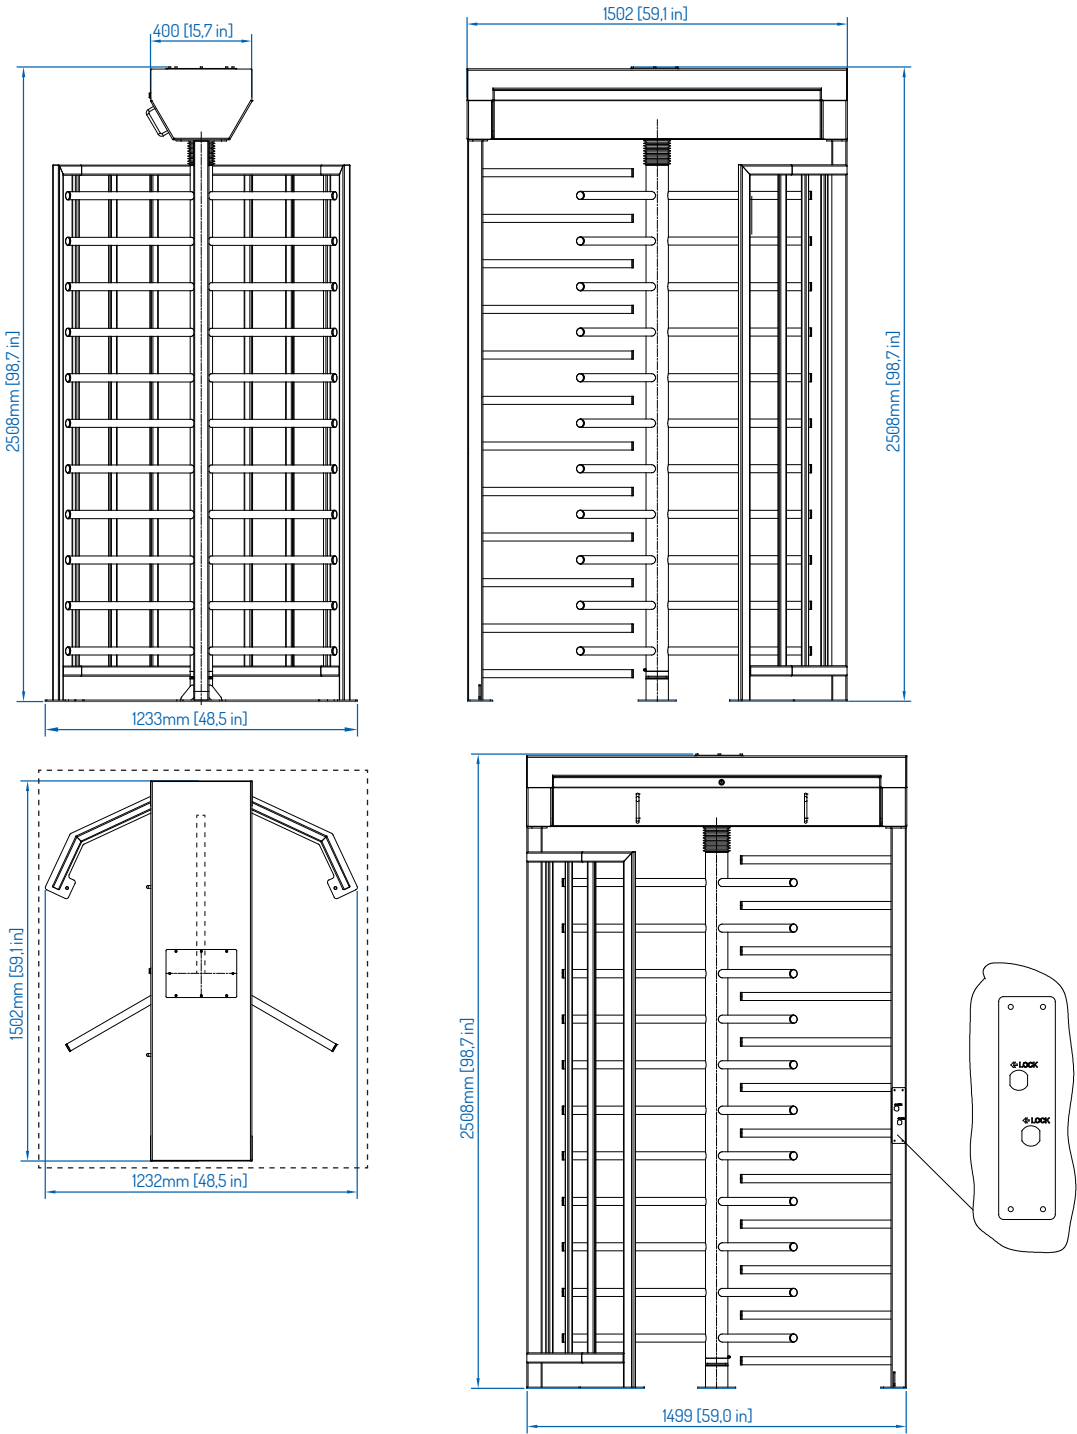 1502 [59,1 in]
400 [15,7 in]
2508mm [98,7 in]
2508mm [98,7 in]
1233mm [48,5 in]
1502mm [59,1 in]
1232mm [48,5 in]
2508mm [98,7 in]
LOCK
LOCK
1499 [59,0 in]